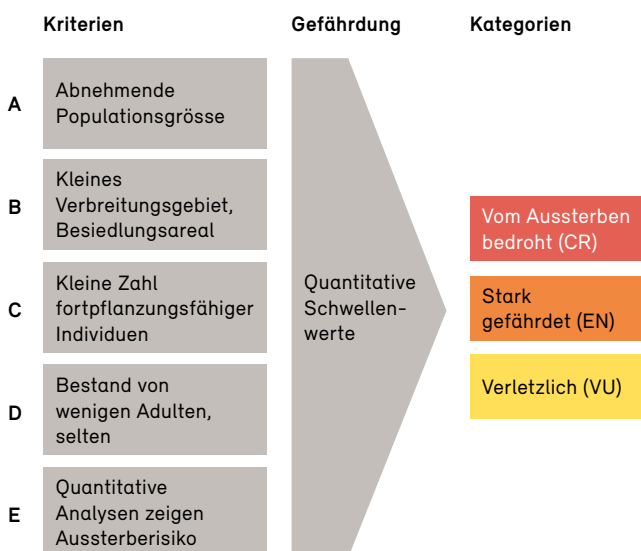 Kriterien
Gefährdung
Kategorien
A
Abnehmende
Populationsgrösse
B
Kleines
Verbreitungsgebiet,
Besiedlungsareal
C
Kleine Zahl
fortpflanzungsfähiger
Individuen
D
Bestand von
wenigen Adulten,
selten
E
Quantitative
Analysen zeigen
Aussterberisiko
Quantitative
Schwellen-
werte
Vom Aussterben
bedroht (CR)
Stark
gefährdet (EN)
Verletzlich (VU)